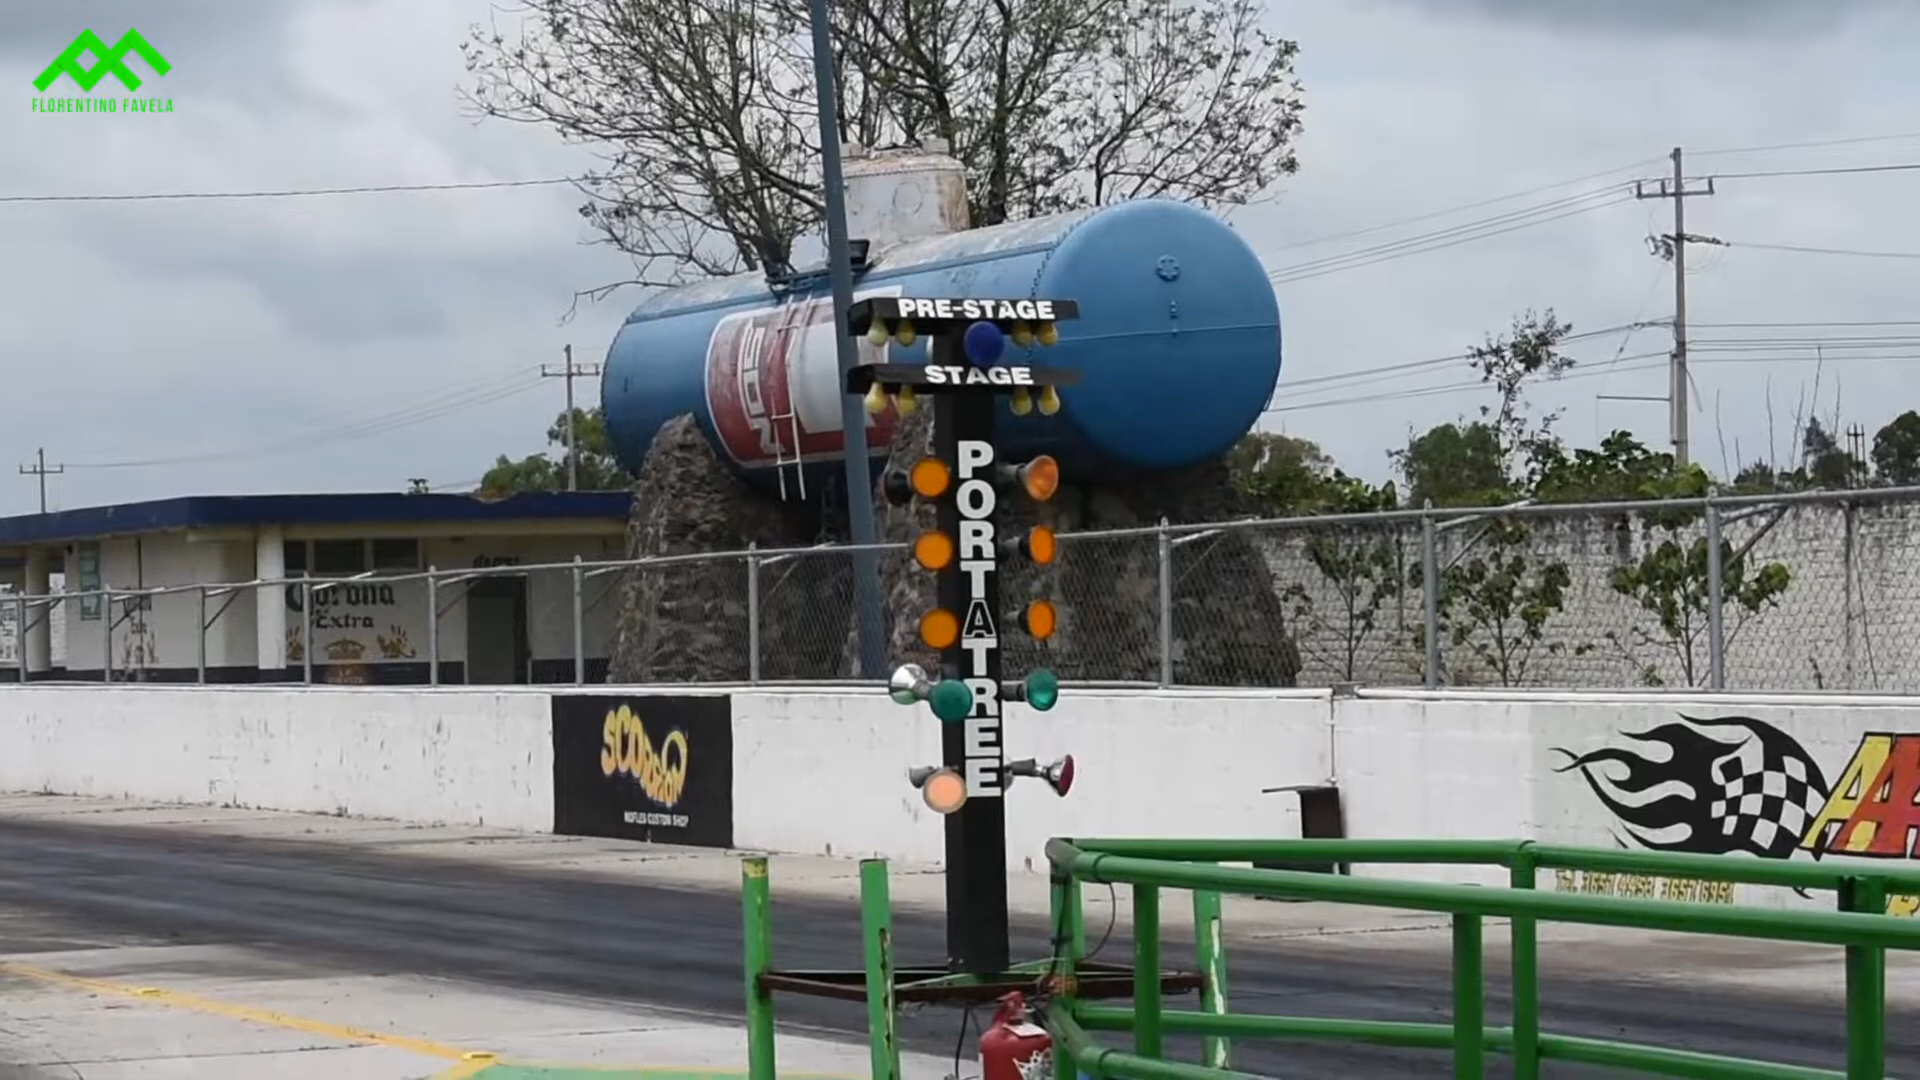 FLORENTINO FAVELA
PRE-STAGE
STAGE
PORTATREE
Corona
Extra
SCORPION
MOFLES CUSTOM SHOP